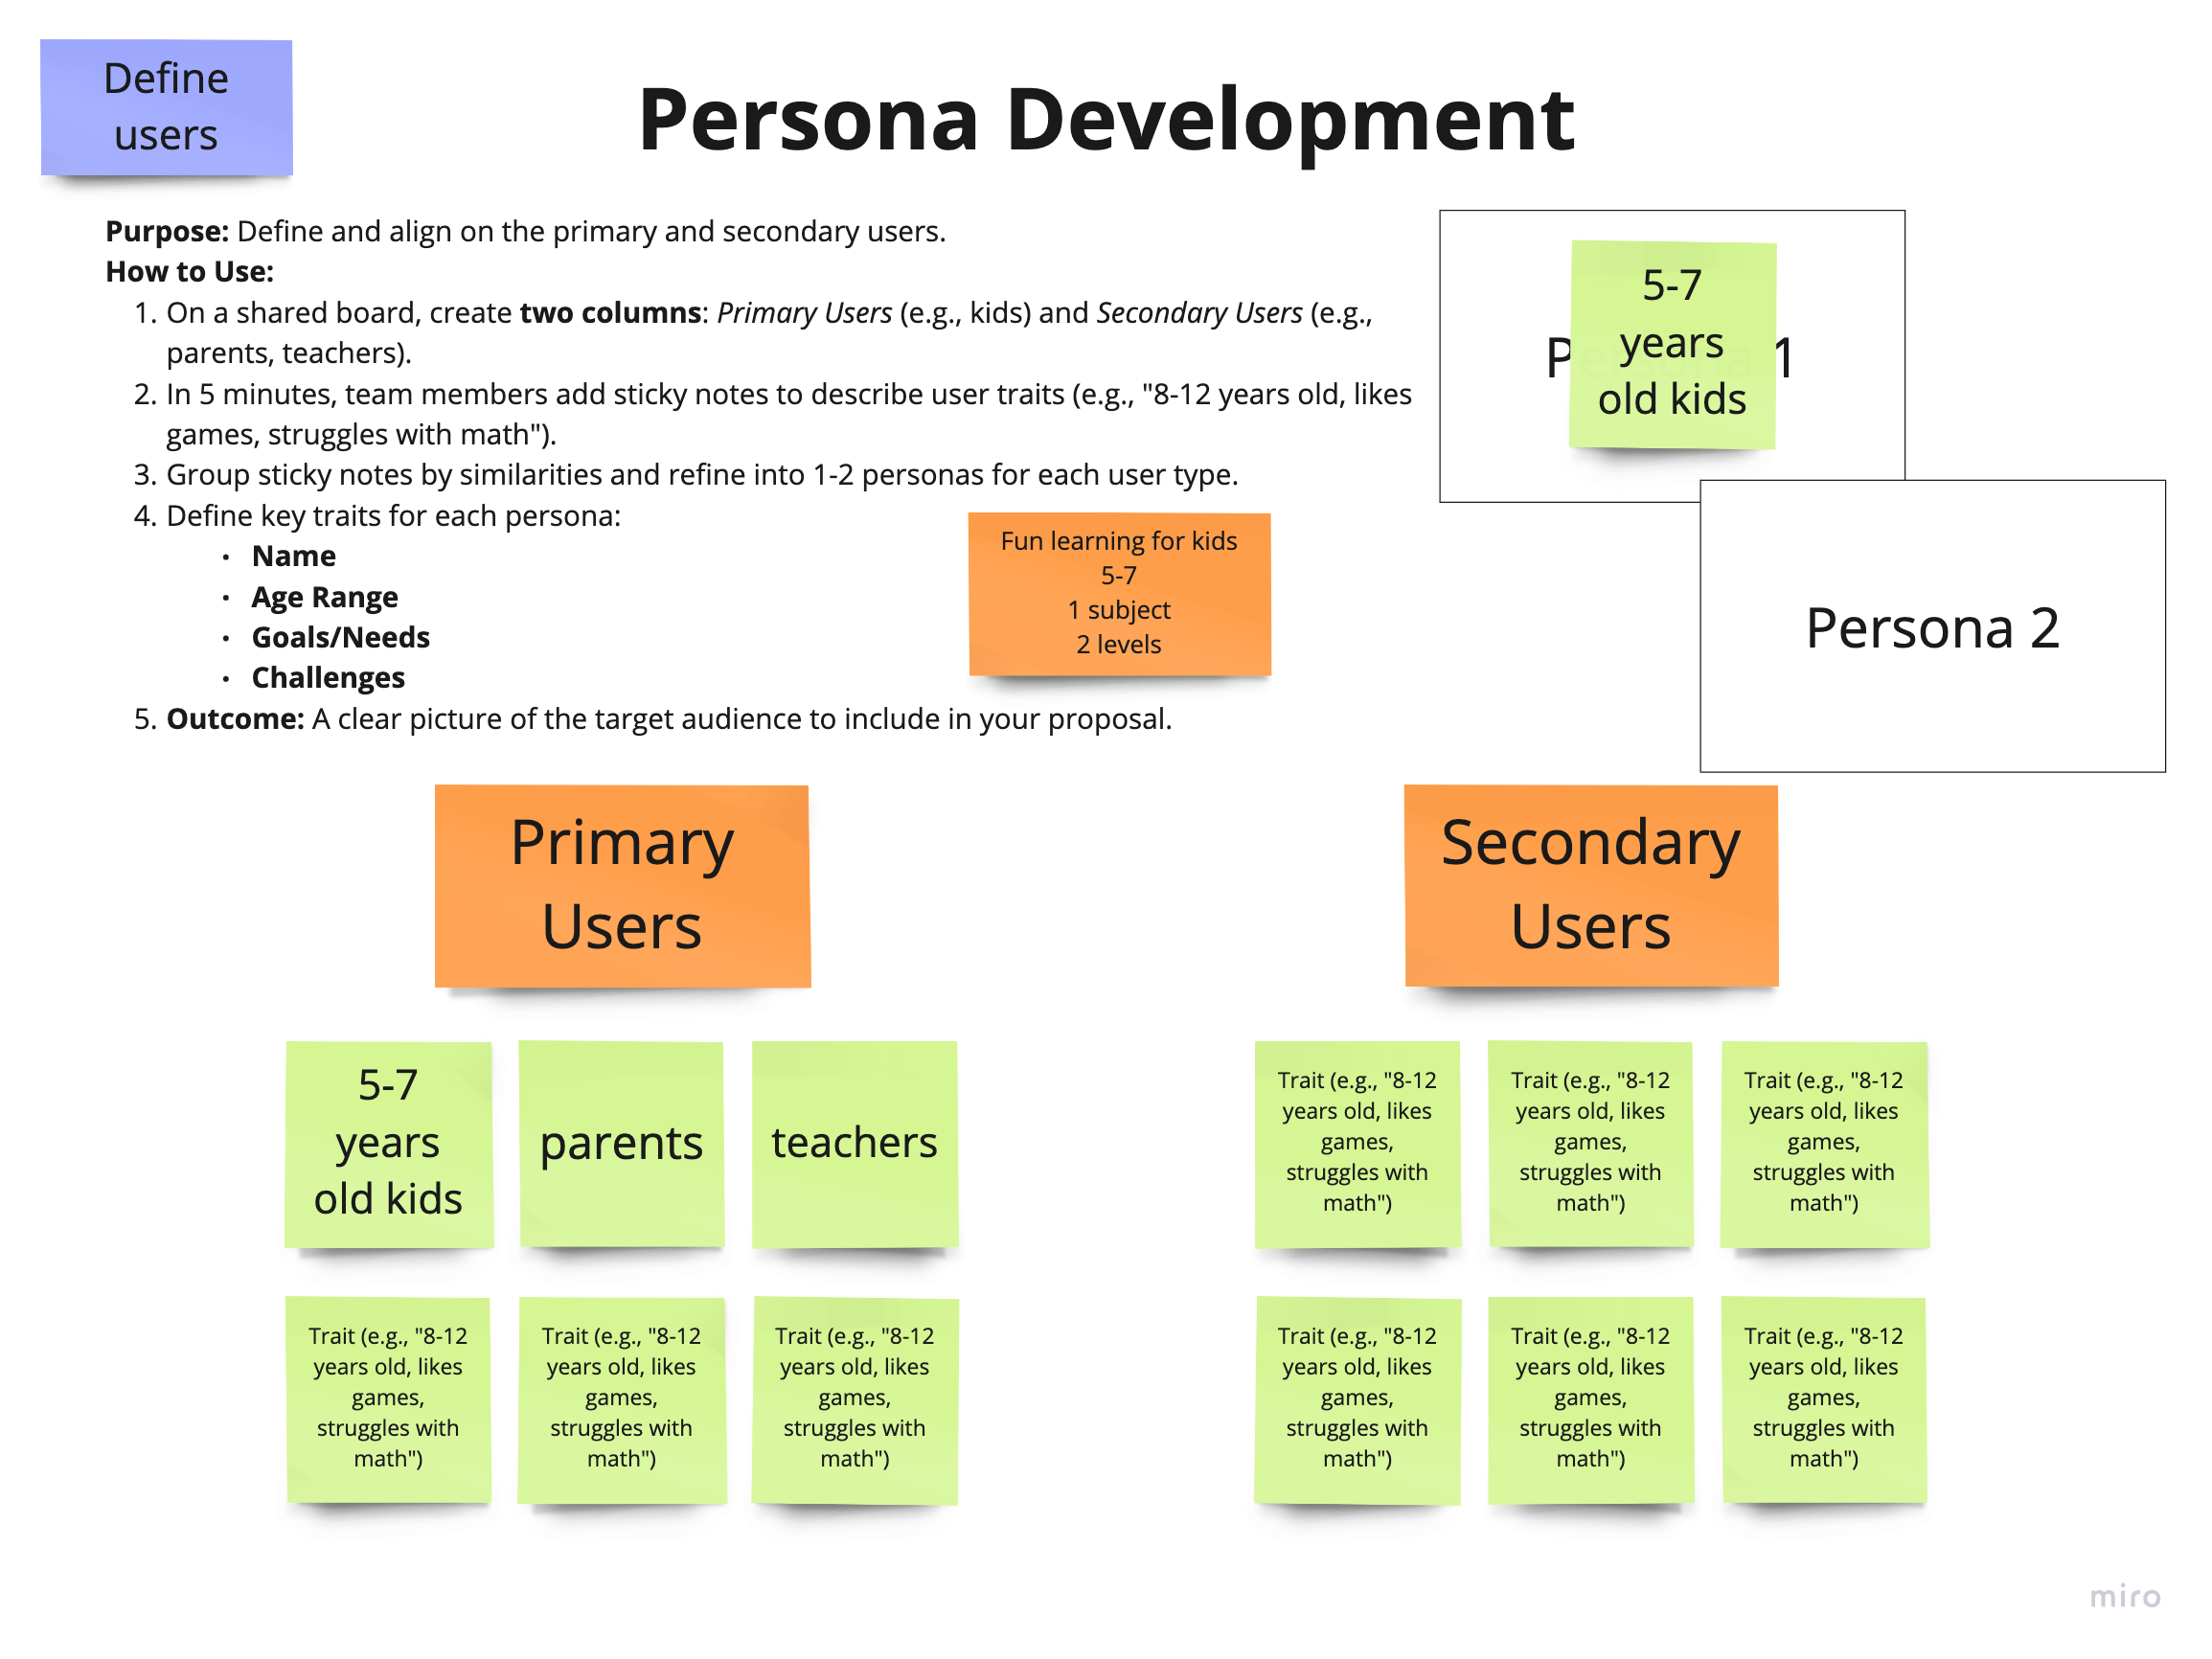 Define
users
Persona Development
Purpose: Define and align on the primary and secondary users.
How to Use:
1. On a shared board, create two columns: Primary Users (e.g., kids) and Secondary Users (e.g.,
parents, teachers).
2. In 5 minutes, team members add sticky notes to describe user traits (e.g., "8-12 years old, likes
games, struggles with math").
3. Group sticky notes by similarities and refine into 1-2 personas for each user type.
4. Define key traits for each persona:
• Name
• Age Range
• Goals/Needs
• Challenges
5. Outcome: A clear picture of the target audience to include in your proposal.
Fun learning for kids
5-7
1 subject
2 levels
5-7
years
old kids
1
Persona 2
Primary
Users
5-7
years
old kids
parents
teachers
Trait (e.g., "8-12
years old, likes
games,
struggles with
math")
Trait (e.g., "8-12
years old, likes
games,
struggles with
math")
Trait (e.g., "8-12
years old, likes
games,
struggles with
math")
Secondary
Users
Trait (e.g., "8-12
years old, likes
games,
struggles with
math")
Trait (e.g., "8-12
years old, likes
games,
struggles with
math")
Trait (e.g., "8-12
years old, likes
games,
struggles with
math")
Trait (e.g., "8-12
years old, likes
games,
struggles with
math")
Trait (e.g., "8-12
years old, likes
games,
struggles with
math")
Trait (e.g., "8-12
years old, likes
games,
struggles with
math")
miro